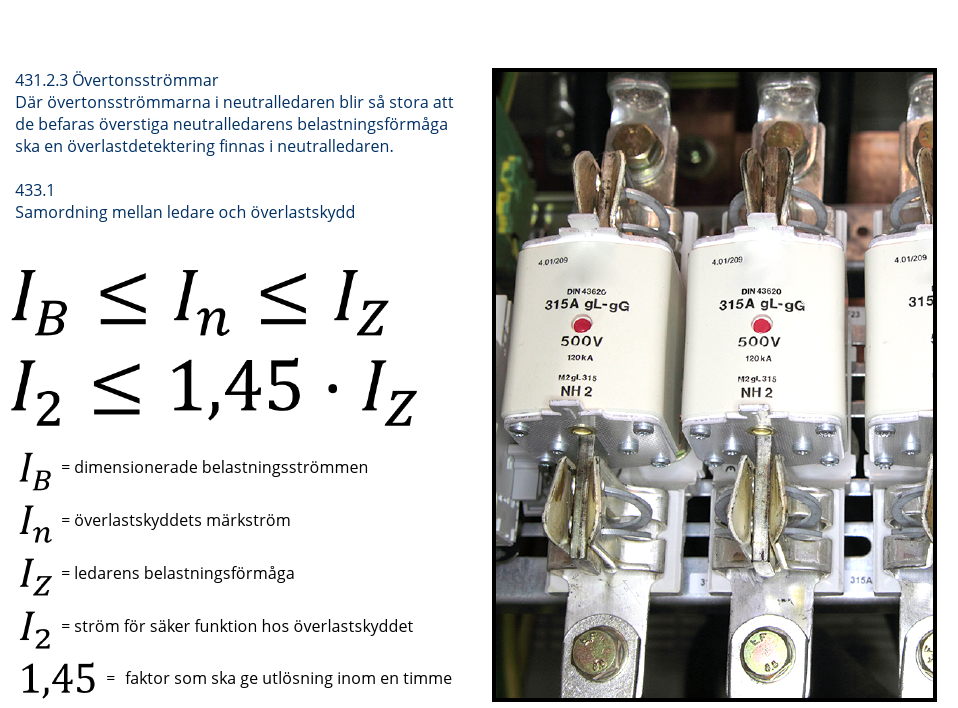 431.2.3 Övertonsströmmar
Där övertonsströmmarna i neutralledaren blir så stora att
de befaras överstiga neutralledarens belastningsförmåga
ska en överlastdetektering finnas i neutralledaren.
433.1
Samordning mellan ledare och överlastskydd
I_B ≤ I_n ≤ I_Z
I_2 ≤ 1,45 · I_Z
I_B = dimensionerade belastningsströmmen
I_n = överlastskyddets märkström
I_Z = ledarens belastningsförmåga
I_2 = ström för säker funktion hos överlastskyddet
1,45 = faktor som ska ge utlösning inom en timme
4.01/209
DIN 43620
315A gL-gG
500V
120kA
M2gL315
NH 2
4.01/209
DIN 43620
315A gL-gG
500V
120kA
M2gL315
NH 2
4.01/209
315
315A